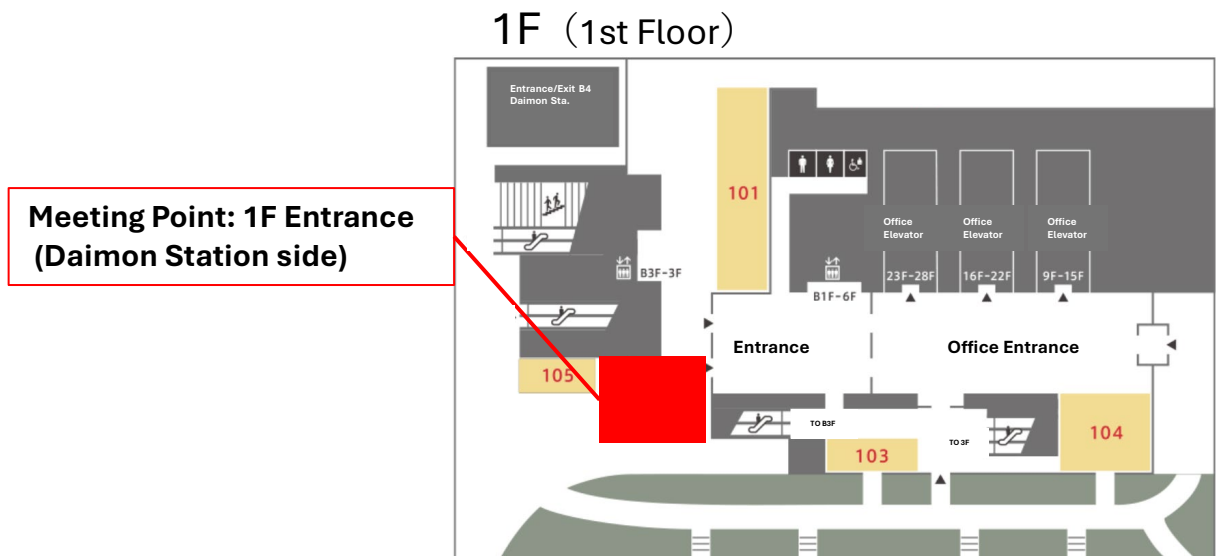 1F（1st Floor）
Entrance/Exit B4
Daimon Sta.
101
Meeting Point: 1F Entrance
(Daimon Station side)
Office
Elevator
Office
Elevator
Office
Elevator
B3F-3F
23F-28F
16F-22F
9F-15F
B1F-6F
Entrance
Office Entrance
105
TO B3F
TO 3F
104
103